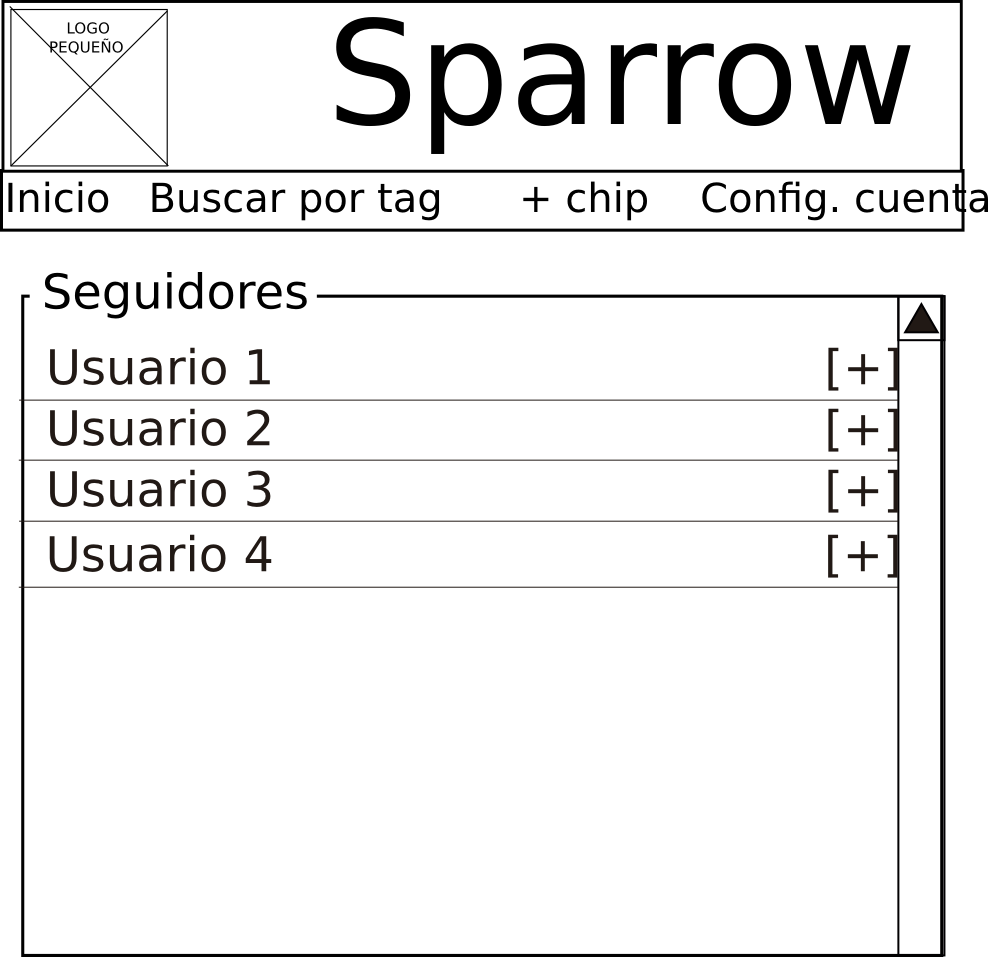 LOGO
PEQUEÑO
Sparrow
Inicio Buscar por tag + chip Config. cuenta
Seguidores
Usuario 1 [+]
Usuario 2 [+]
Usuario 3 [+]
Usuario 4 [+]